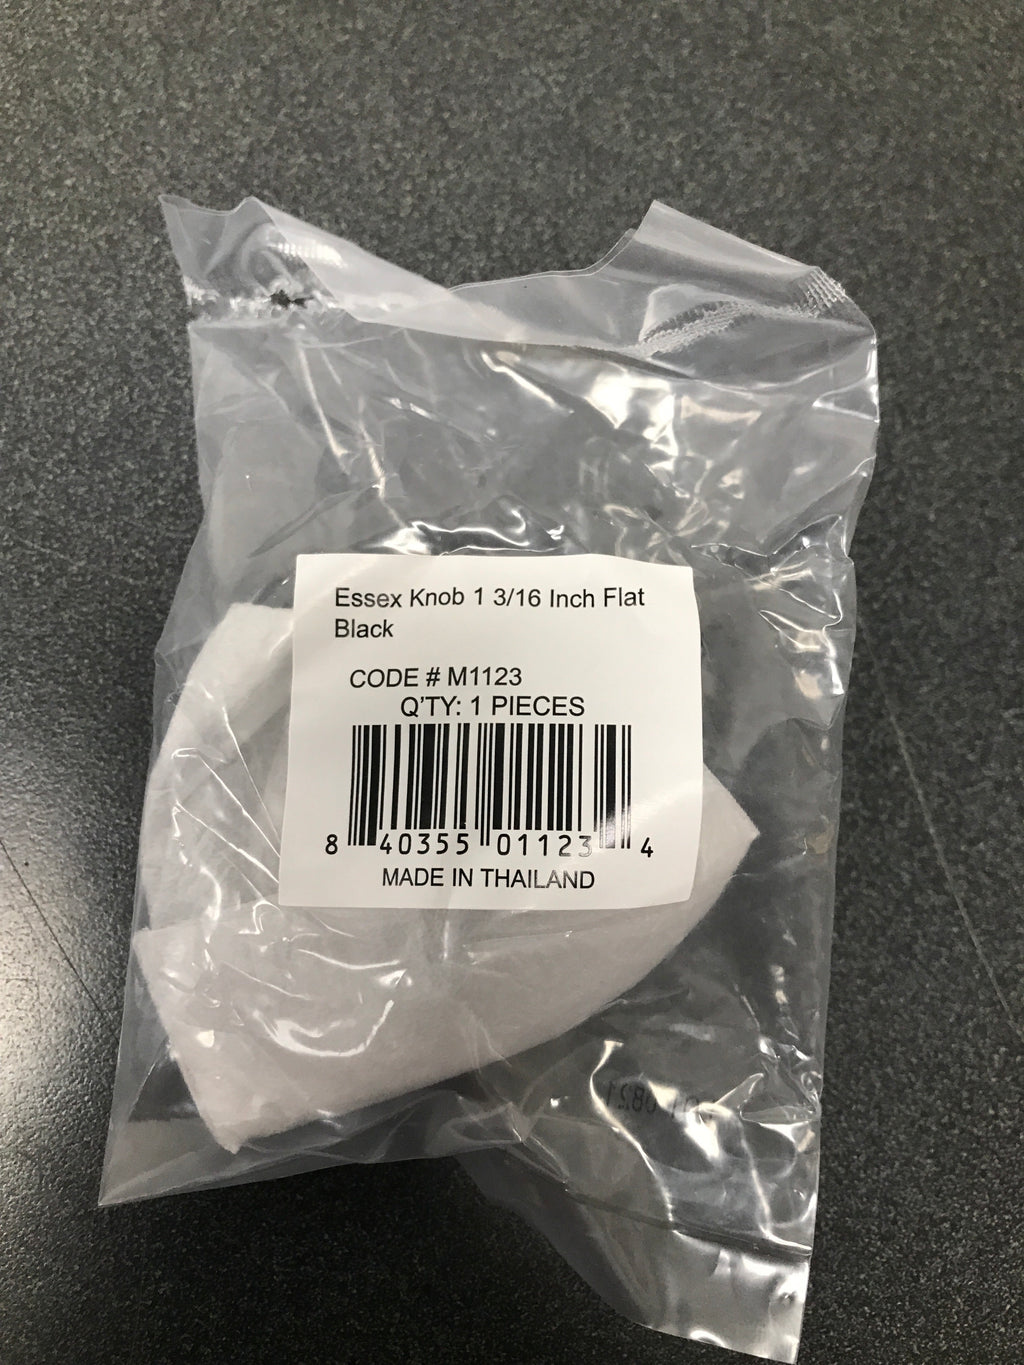 Essex Knob 1 3/16 Inch Flat
Black
CODE # M1123
Q'TY: 1 PIECES
8 40355 01123 4
MADE IN THAILAND